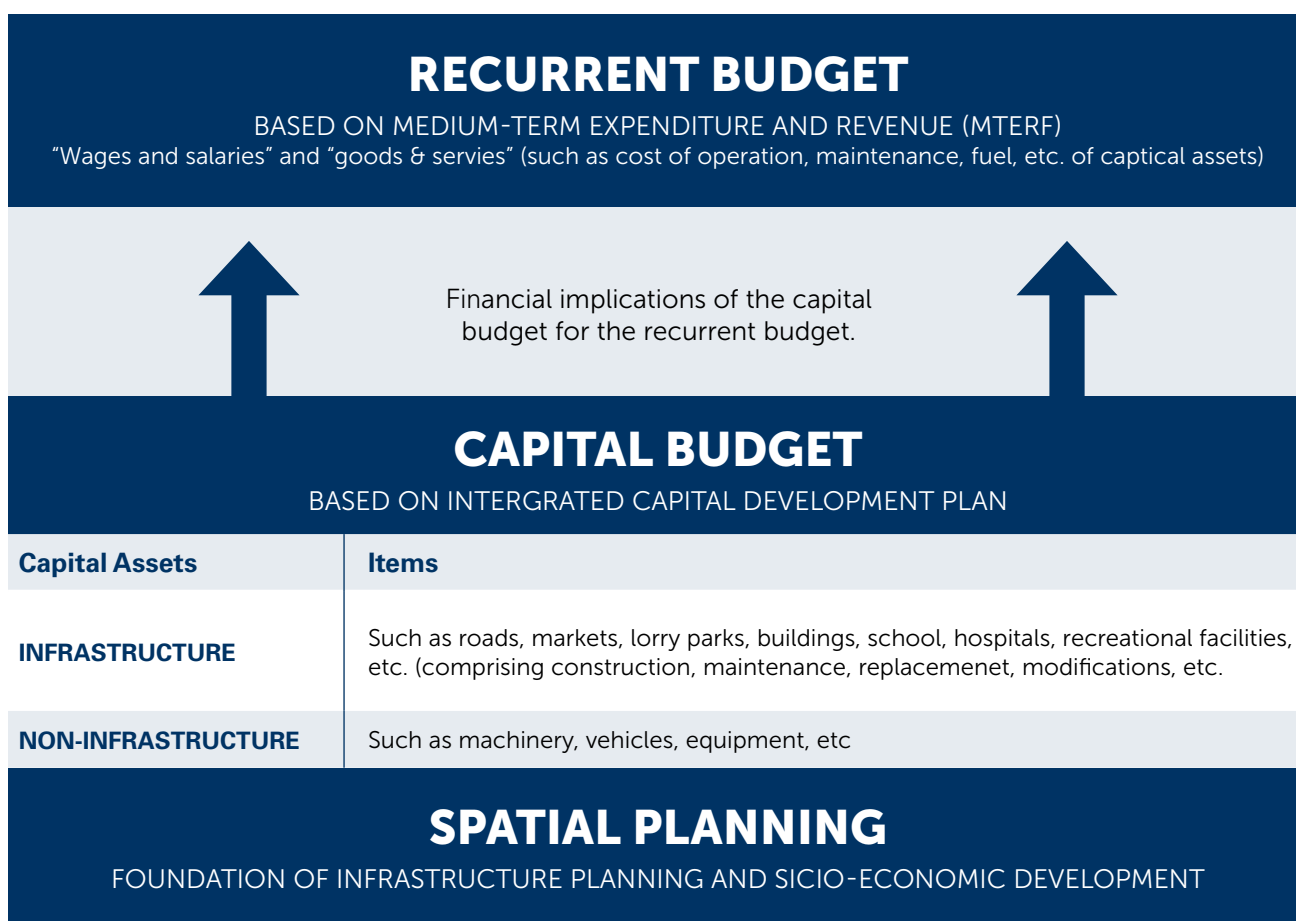 RECURRENT BUDGET
BASED ON MEDIUM-TERM EXPENDITURE AND REVENUE (MTERF)
“Wages and salaries” and “goods & servies” (such as cost of operation, maintenance, fuel, etc. of captical assets)
Financial implications of the capital
budget for the recurrent budget.
CAPITAL BUDGET
BASED ON INTERGRATED CAPITAL DEVELOPMENT PLAN
Capital Assets Items
INFRASTRUCTURE
Such as roads, markets, lorry parks, buildings, school, hospitals, recreational facilities,
etc. (comprising construction, maintenance, replacemenet, modifications, etc.
NON-INFRASTRUCTURE Such as machinery, vehicles, equipment, etc
SPATIAL PLANNING
FOUNDATION OF INFRASTRUCTURE PLANNING AND SICIO-ECONOMIC DEVELOPMENT